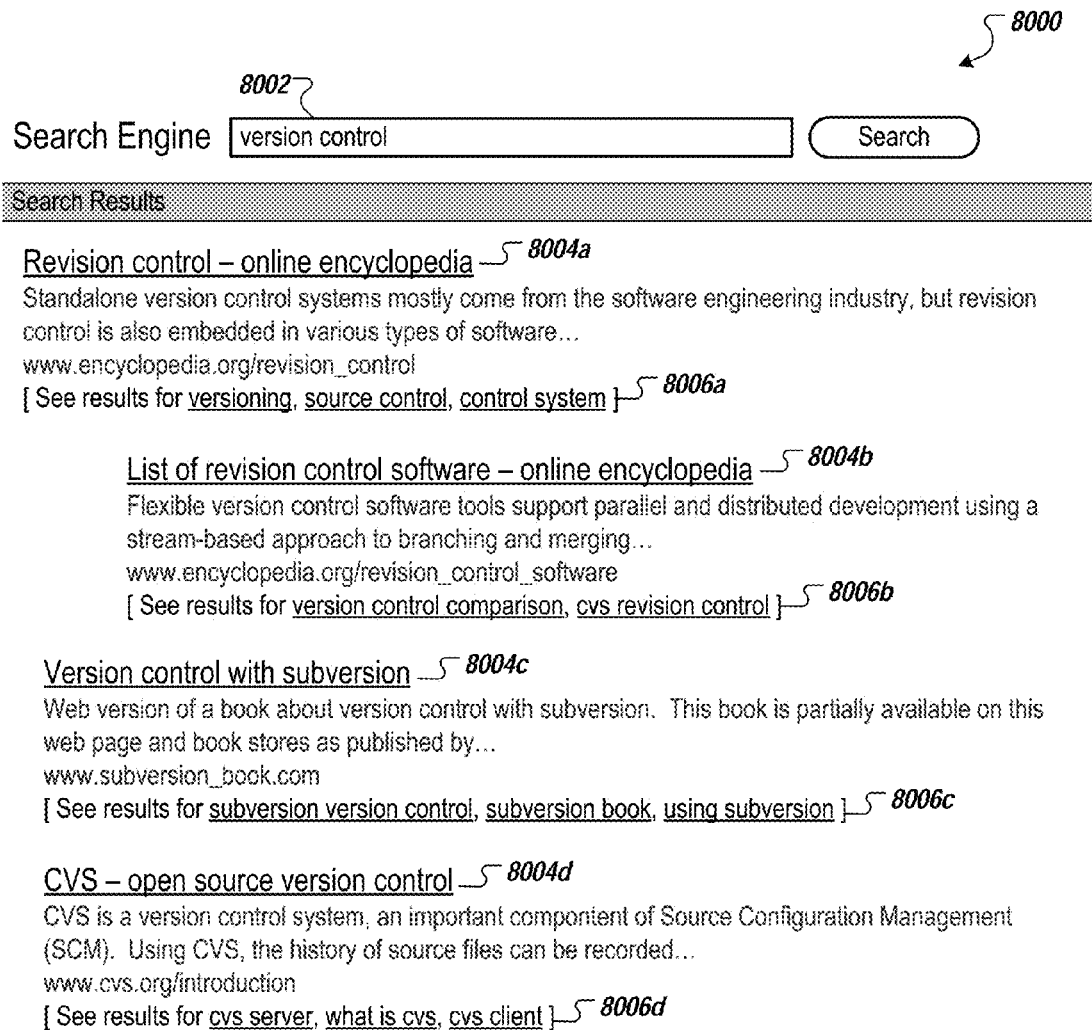 8000
8002
Search Engine version control Search
Search Results
Revision control – online encyclopedia 8004a
Standalone version control systems mostly come from the software engineering industry, but revision
control is also embedded in various types of software…
www.encyclopedia.org/revision_control
[ See results for versioning, source control, control system ] 8006a
List of revision control software – online encyclopedia 8004b
Flexible version control software tools support parallel and distributed development using a
stream-based approach to branching and merging…
www.encyclopedia.org/revision_control_software
[ See results for version control comparison, cvs revision control ] 8006b
Version control with subversion 8004c
Web version of a book about version control with subversion. This book is partially available on this
web page and book stores as published by…
www.subversion_book.com
[ See results for subversion version control, subversion book, using subversion ] 8006c
CVS – open source version control 8004d
CVS is a version control system, an important compontent of Source Configuration Management
(SCM). Using CVS, the history of source files can be recorded…
www.cvs.org/introduction
[ See results for cvs server, what is cvs, cvs client ] 8006d